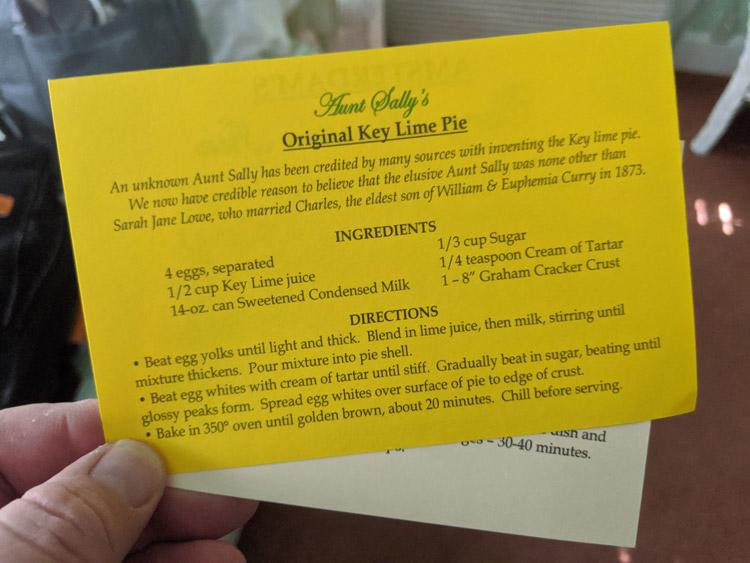 Aunt Sally's
Original Key Lime Pie
An unknown Aunt Sally has been credited by many sources with inventing the Key lime pie.
We now have credible reason to believe that the elusive Aunt Sally was none other than
Sarah Jane Lowe, who married Charles, the eldest son of William & Euphemia Curry in 1873.
INGREDIENTS
4 eggs, separated
1/2 cup Key Lime juice
14-oz. can Sweetened Condensed Milk
1/3 cup Sugar
1/4 teaspoon Cream of Tartar
1 – 8" Graham Cracker Crust
DIRECTIONS
• Beat egg yolks until light and thick. Blend in lime juice, then milk, stirring until
mixture thickens. Pour mixture into pie shell.
• Beat egg whites with cream of tartar until stiff. Gradually beat in sugar, beating until
glossy peaks form. Spread egg whites over surface of pie to edge of crust.
• Bake in 350° oven until golden brown, about 20 minutes. Chill before serving.
dish and
– 30-40 minutes.